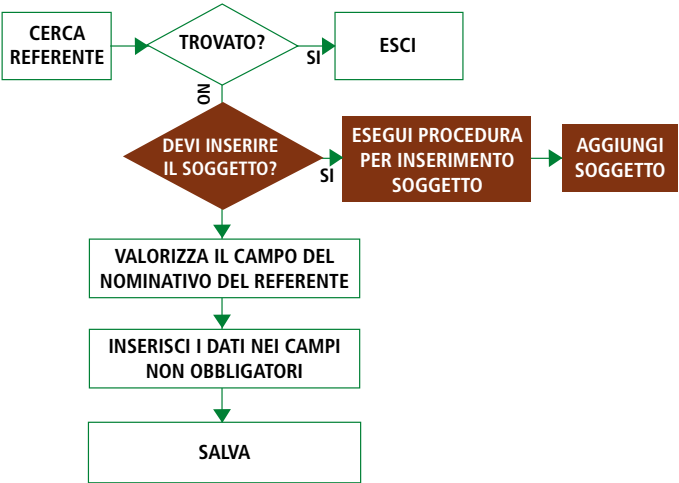 CERCA
REFERENTE
TROVATO?
SI
ESCI
NO
DEVI INSERIRE
IL SOGGETTO?
SI
ESEGUI PROCEDURA
PER INSERIMENTO
SOGGETTO
AGGIUNGI
SOGGETTO
VALORIZZA IL CAMPO DEL
NOMINATIVO DEL REFERENTE
INSERISCI I DATI NEI CAMPI
NON OBBLIGATORI
SALVA